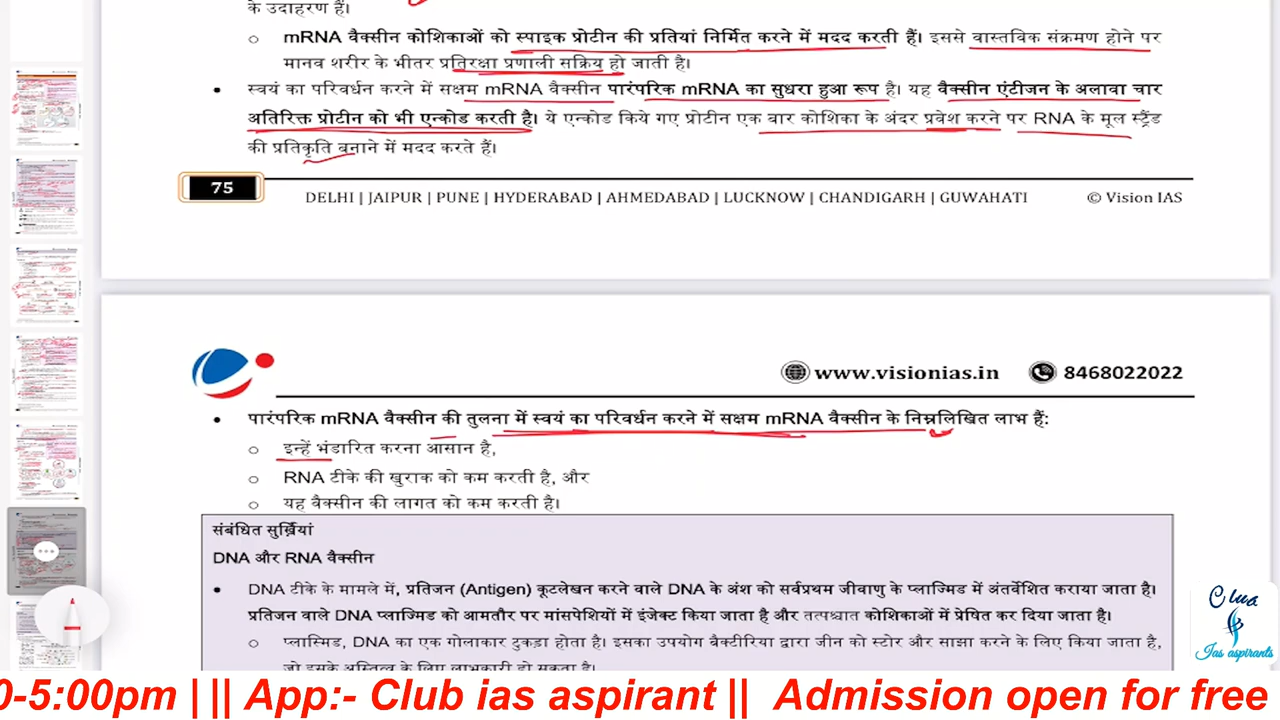 के उदाहरण हैं।
○ mRNA वैक्सीन कोशिकाओं को स्पाइक प्रोटीन की प्रतियां निर्मित करने में मदद करती हैं। इससे वास्तविक संक्रमण होने पर
मानव शरीर के भीतर प्रतिरक्षा प्रणाली सक्रिय हो जाती है।
• स्वयं का परिवर्धन करने में सक्षम mRNA वैक्सीन पारंपरिक mRNA का सुधरा हुआ रूप है। यह वैक्सीन एंटीजन के अलावा चार
अतिरिक्त प्रोटीन को भी एन्कोड करती है। ये एन्कोड किये गए प्रोटीन एक बार कोशिका के अंदर प्रवेश करने पर RNA के मूल स्ट्रैंड
की प्रतिकृति बनाने में मदद करते हैं।
75
DELHI | JAIPUR | PUNE | HYDERABAD | AHMEDABAD | LUCKNOW | CHANDIGARH | GUWAHATI © Vision IAS
www.visionias.in 8468022022
• पारंपरिक mRNA वैक्सीन की तुलना में स्वयं का परिवर्धन करने में सक्षम mRNA वैक्सीन के निम्नलिखित लाभ हैं:
○ इन्हें भंडारित करना आसान है,
○ RNA टीके की खुराक को कम करती है, और
○ यह वैक्सीन की लागत को कम करती है।
संबंधित सुर्ख़ियां
DNA और RNA वैक्सीन
• DNA टीके के मामले में, प्रतिजन (Antigen) कूटलेखन करने वाले DNA के अंश को सर्वप्रथम जीवाणु के प्लाज्मिड में अंतर्वेशित कराया जाता है।
प्रतिजन वाले DNA प्लाज्मिड को आमतौर पर मांसपेशियों में इंजेक्ट किया जाता है और पश्चात कोशिकाओं में प्रेषित कर दिया जाता है।
○ प्लास्मिड, DNA का एक गोलाकार टुकड़ा होता है। इसका उपयोग बैक्टीरिया द्वारा जीन को स्टोर और साझा करने के लिए किया जाता है,
जो इसके अस्तित्व के लिए लाभकारी हो सकता है।
Club
Ias aspirants
0-5:00pm | || App:- Club ias aspirant || Admission open for free